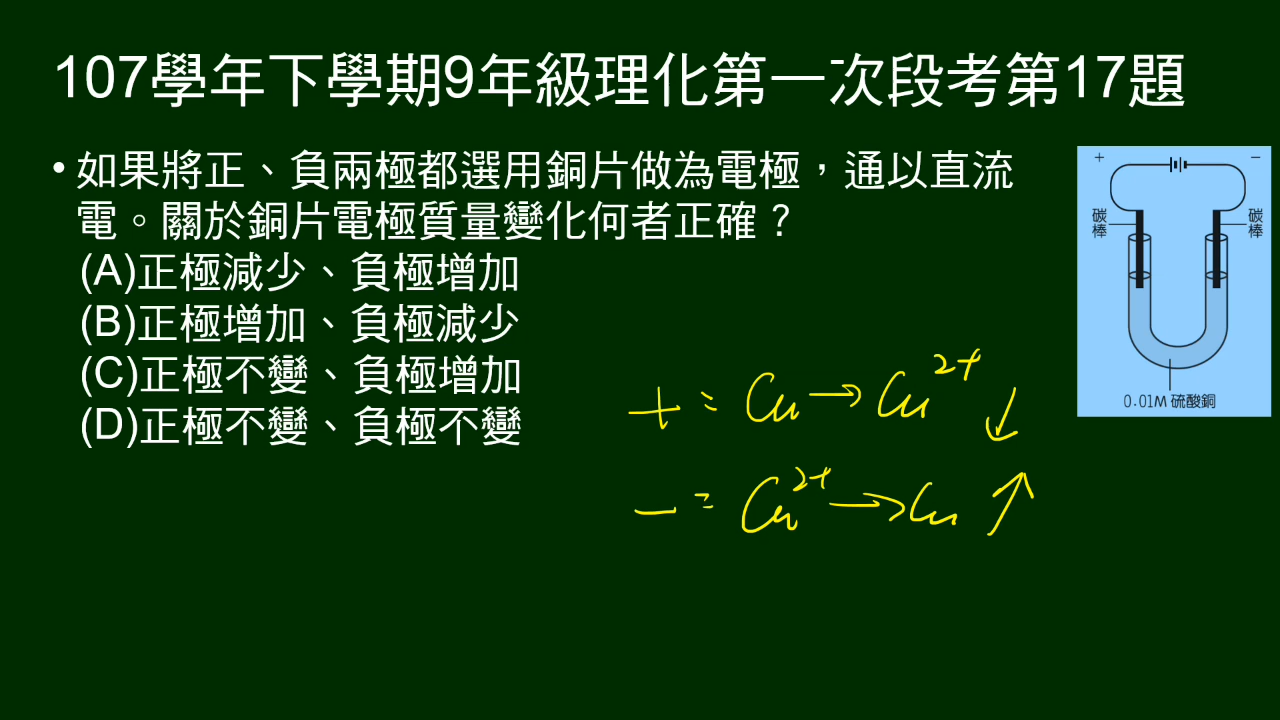 107學年下學期9年級理化第一次段考第17題
•如果將正、負兩極都選用銅片做為電極，通以直流
電。關於銅片電極質量變化何者正確？
(A)正極減少、負極增加
(B)正極增加、負極減少
(C)正極不變、負極增加
(D)正極不變、負極不變
+ −
碳棒 碳棒
0.01M 硫酸銅
+ = Cu → Cu²⁺ ↓
− = Cu²⁺ → Cu ↑